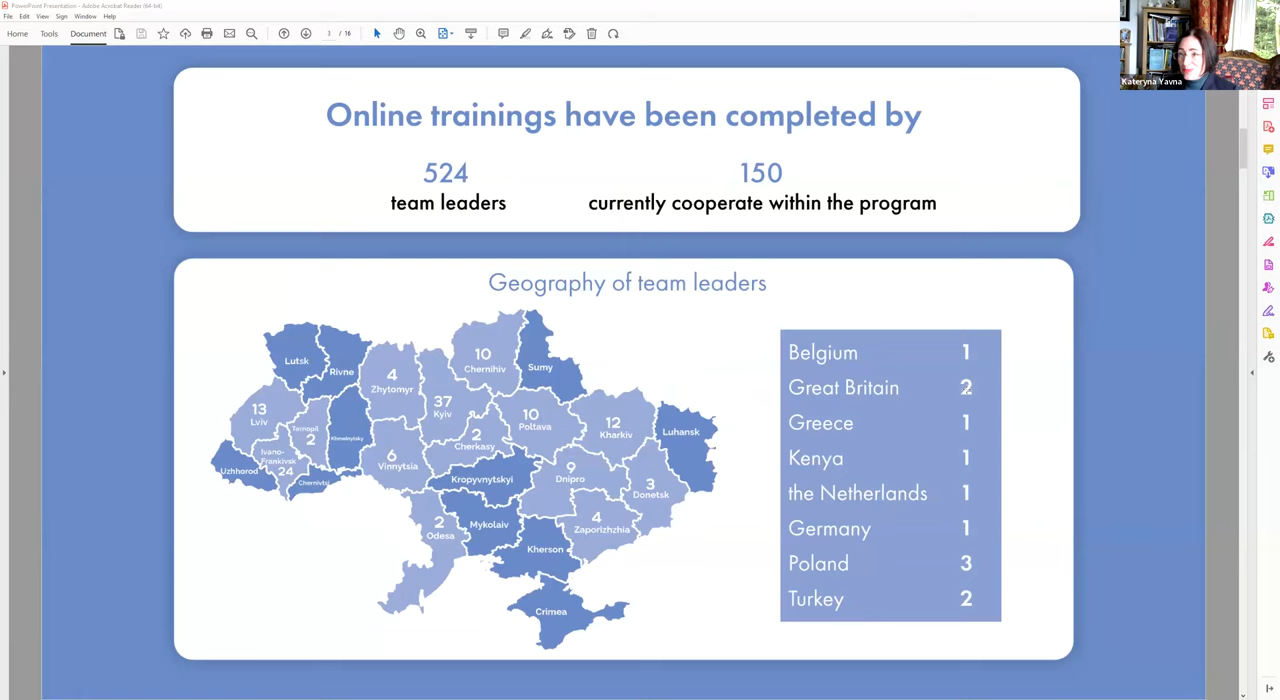 PowerPoint Presentation - Adobe Acrobat Reader (64-bit)
File Edit View Sign Window Help
Home Tools Document 3 / 16
Kateryna Yavna
Online trainings have been completed by
524 150
team leaders currently cooperate within the program
Geography of team leaders
Lutsk
Rivne
4
Zhytomyr
10
Chernihiv
Sumy
13
Lviv
Ternopil
2
Khmelnytsky
37
Kyiv
2
Cherkasy
10
Poltava
12
Kharkiv
Luhansk
Uzhhorod
Ivano-
Frankivsk
24
Chernivtsi
6
Vinnytsia
Kropyvnytskyi
9
Dnipro
3
Donetsk
2
Odesa
Mykolaiv
Kherson
4
Zaporizhzhia
Crimea
Belgium 1
Great Britain 2
Greece 1
Kenya 1
the Netherlands 1
Germany 1
Poland 3
Turkey 2